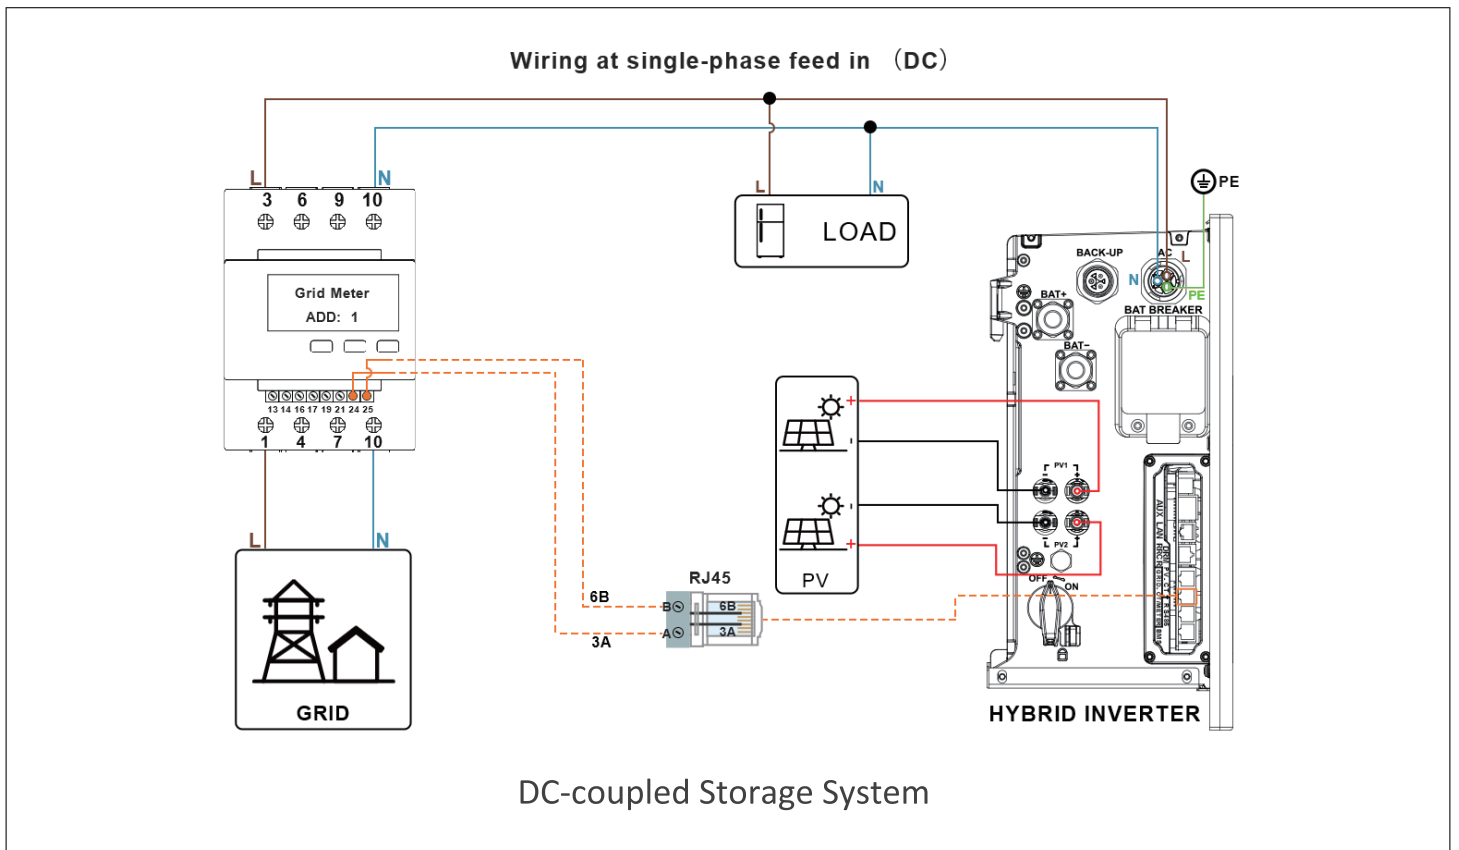 Wiring at single-phase feed in （DC）
L
N
3 6 9 10
Grid Meter
ADD: 1
13 14 16 17 19 21 24 25
1 4 7 10
L
N
GRID
L
N
LOAD
PE
BACK-UP
AC
L
N
PE
BAT+
BAT BREAKER
BAT−
+
-
-
+
PV
- PV1 +
- PV2 +
OFF
ON
AUX LAN
RJ45
6B
3A
B
A
6B
3A
HYBRID INVERTER
DC-coupled Storage System